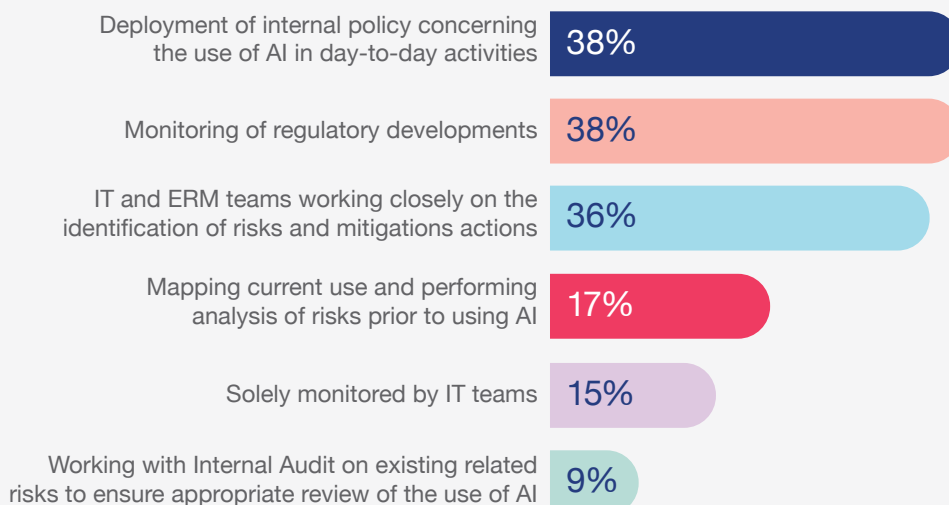 Deployment of internal policy concerning
the use of AI in day-to-day activities
38%
Monitoring of regulatory developments
38%
IT and ERM teams working closely on the
identification of risks and mitigations actions
36%
Mapping current use and performing
analysis of risks prior to using AI
17%
Solely monitored by IT teams
15%
Working with Internal Audit on existing related
risks to ensure appropriate review of the use of AI
9%